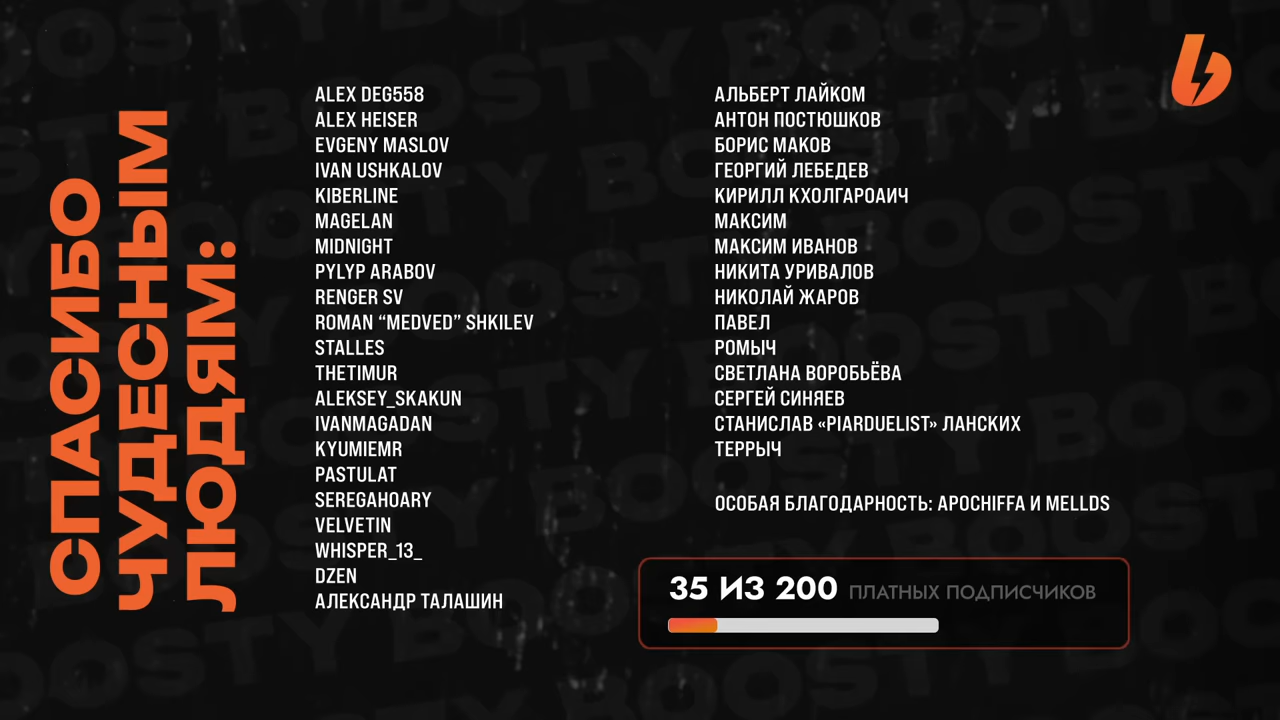 СПАСИБО
ЧУДЕСНЫМ
ЛЮДЯМ:
ALEX DEG558
ALEX HEISER
EVGENY MASLOV
IVAN USHKALOV
KIBERLINE
MAGELAN
MIDNIGHT
PYLYP ARABOV
RENGER SV
ROMAN “MEDVED” SHKILEV
STALLES
THETIMUR
ALEKSEY_SKAKUN
IVANMAGADAN
KYUMIEMR
PASTULAT
SEREGAHOARY
VELVETIN
WHISPER_13_
DZEN
АЛЕКСАНДР ТАЛАШИН
АЛЬБЕРТ ЛАЙКОМ
АНТОН ПОСТЮШКОВ
БОРИС МАКОВ
ГЕОРГИЙ ЛЕБЕДЕВ
КИРИЛЛ КХОЛГАРОАИЧ
МАКСИМ
МАКСИМ ИВАНОВ
НИКИТА УРИВАЛОВ
НИКОЛАЙ ЖАРОВ
ПАВЕЛ
РОМЫЧ
СВЕТЛАНА ВОРОБЬЁВА
СЕРГЕЙ СИНЯЕВ
СТАНИСЛАВ «PIARDUELIST» ЛАНСКИХ
ТЕРРЫЧ
ОСОБАЯ БЛАГОДАРНОСТЬ: APOCHIFFA И MELLDS
35 ИЗ 200 ПЛАТНЫХ ПОДПИСЧИКОВ